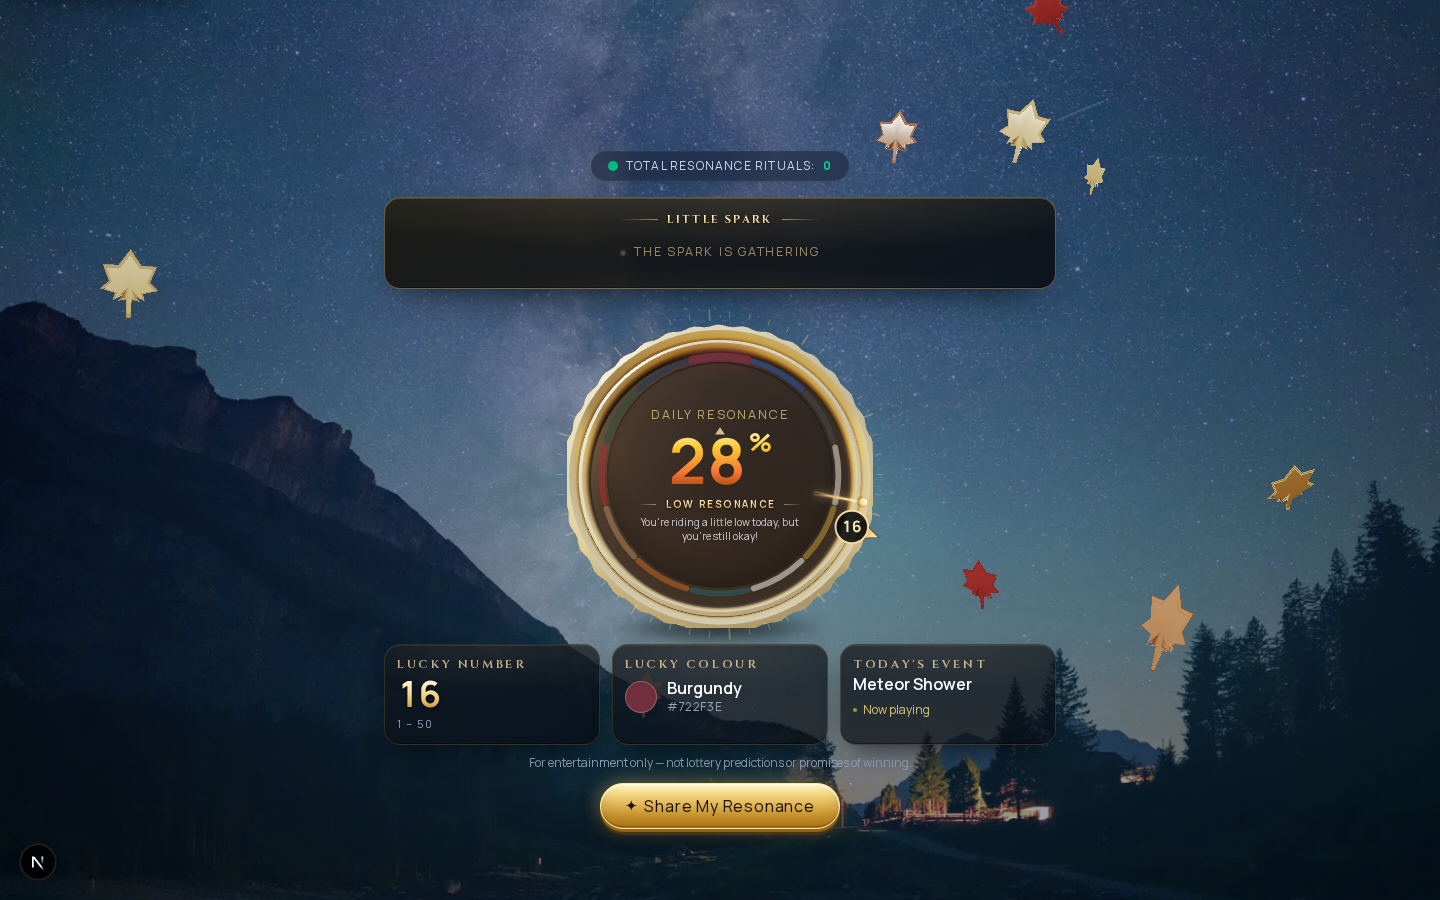 TOTAL RESONANCE RITUALS: 0
LITTLE SPARK
THE SPARK IS GATHERING
DAILY RESONANCE
28%
LOW RESONANCE
You're riding a little low today, but
you're still okay!
16
LUCKY NUMBER
16
1 – 50
LUCKY COLOUR
Burgundy
#722F3E
TODAY'S EVENT
Meteor Shower
Now playing
For entertainment only — not lottery predictions or promises of winning.
✦ Share My Resonance
N